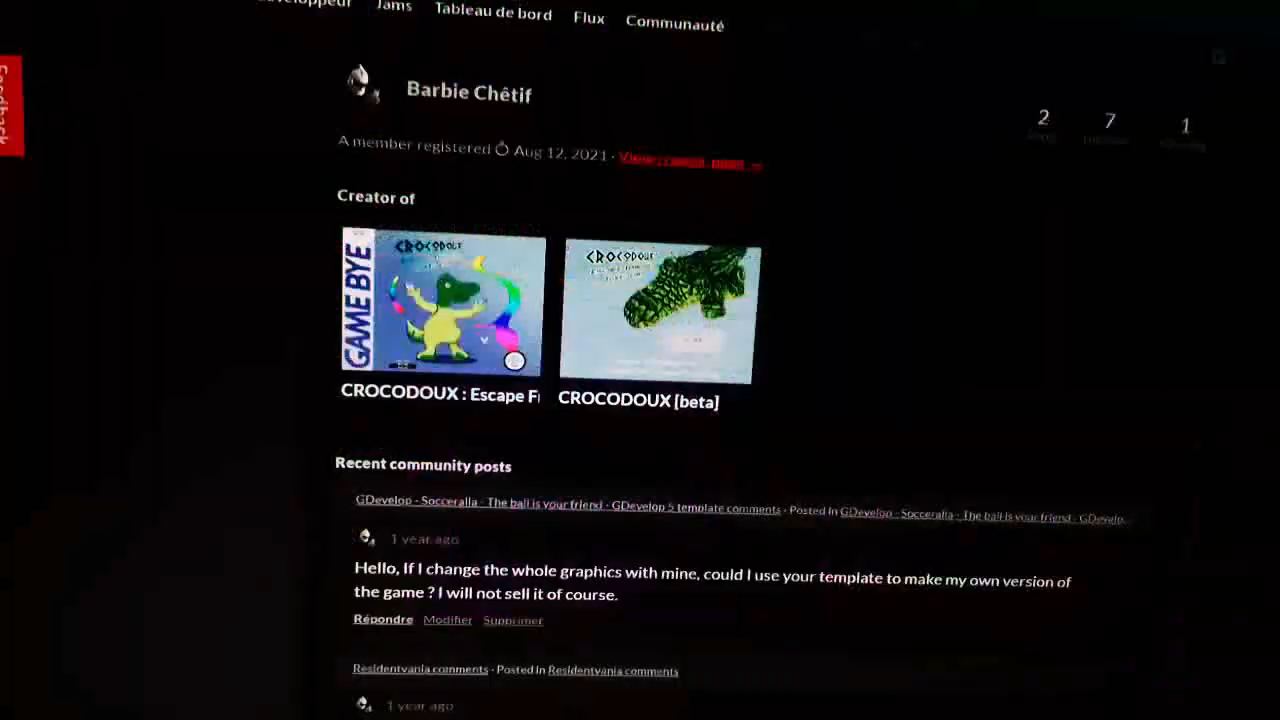 Jams Tableau de bord Flux Communauté
Feedback
Barbie Chêtif
2 7 1
A member registered Aug 12, 2021 ·
Creator of
GAME BYE
CROCODOUX
CROCODOUX
CROCODOUX : Escape
CROCODOUX [beta]
Recent community posts
GDevelop - Socceralla - The ball is your friend - GDevelop 5 template comments · Posted in GDevelop - Socceralla - The ball is your friend - GDevelo...
1 year ago
Hello, If I change the whole graphics with mine, could I use your template to make my own version of
the game ? I will not sell it of course.
Répondre Modifier Supprimer
Residentvania comments · Posted in Residentvania comments
1 year ago